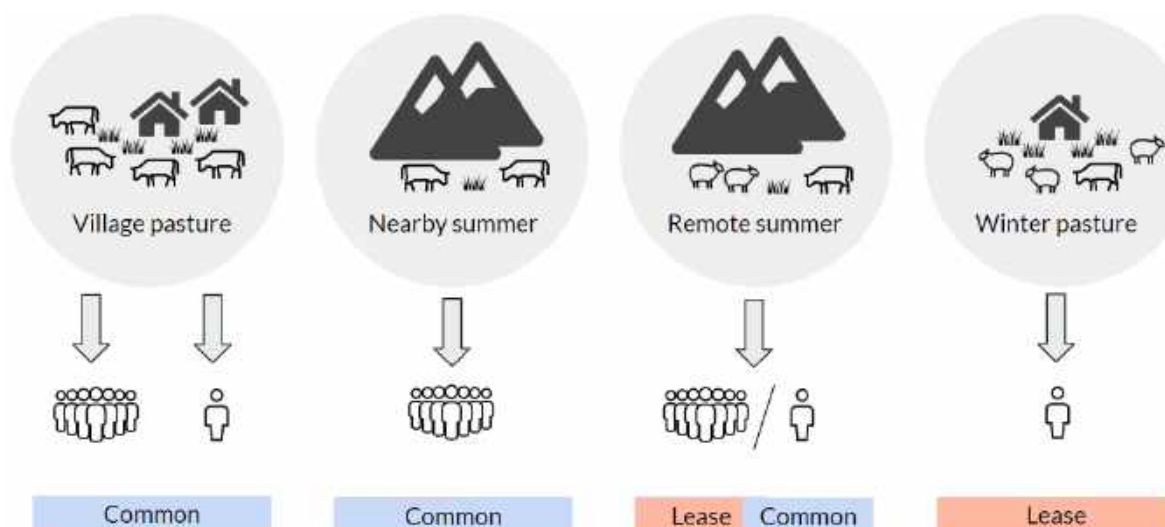 Village pasture
Nearby summer
Remote summer
Winter pasture
Common
Common
Lease Common
Lease